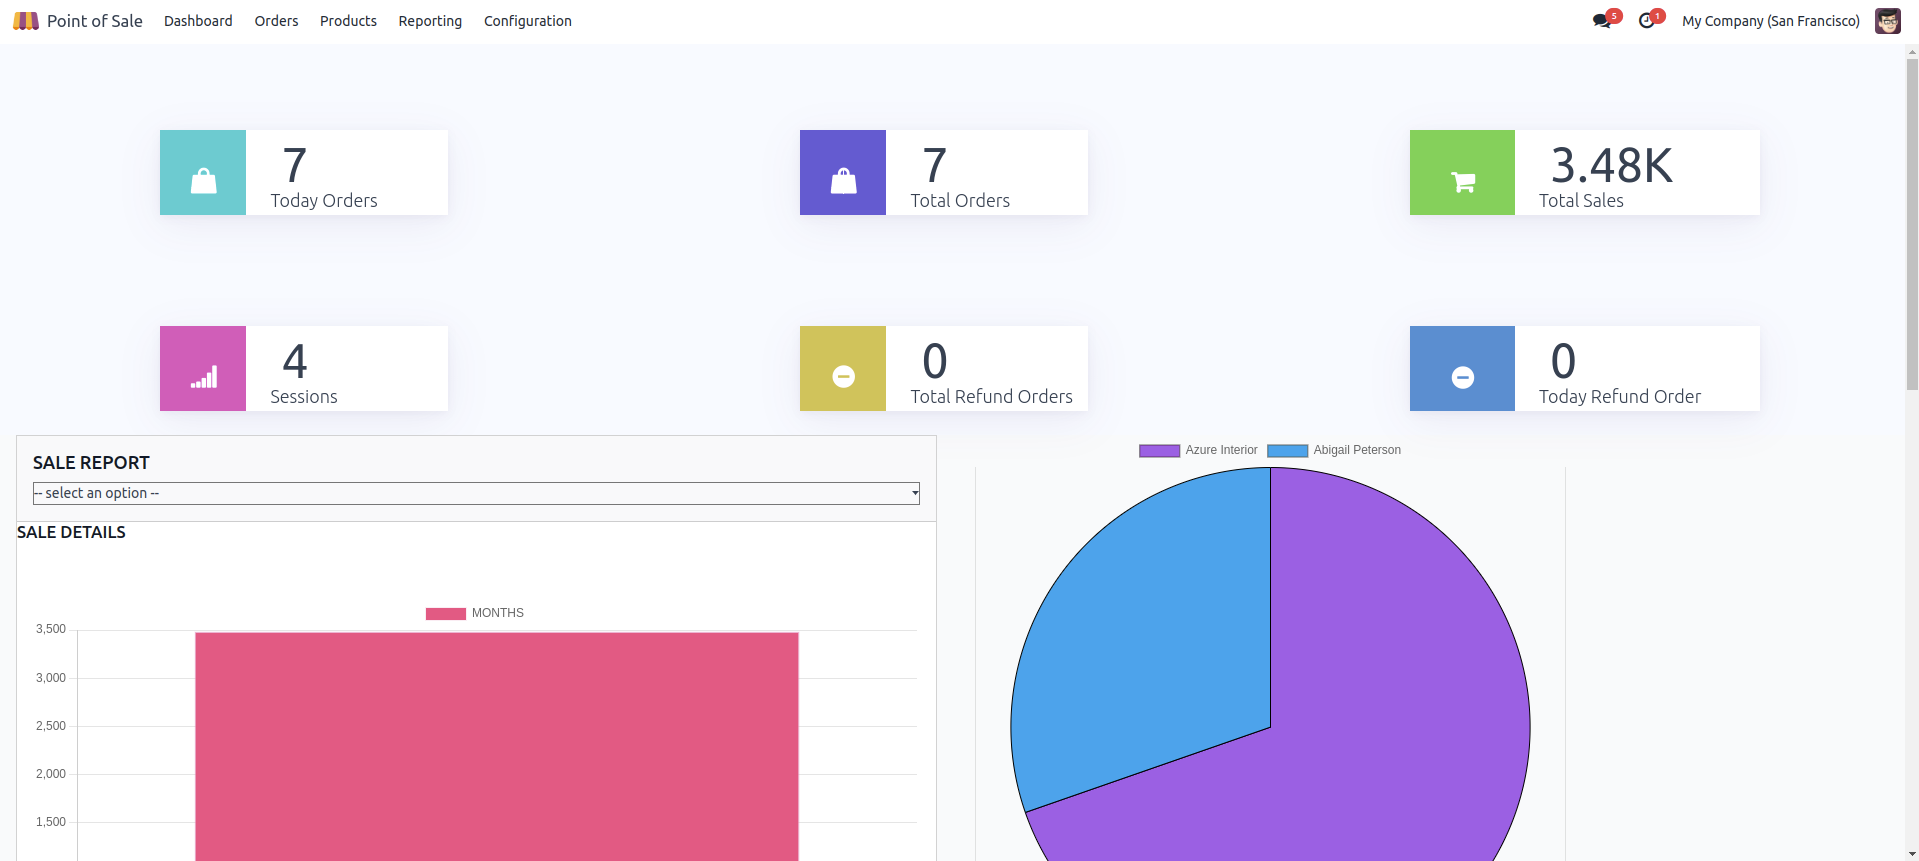 Point of Sale Dashboard Orders Products Reporting Configuration 5 1 My Company (San Francisco)
7
Today Orders
7
Total Orders
3.48K
Total Sales
4
Sessions
0
Total Refund Orders
0
Today Refund Order
SALE REPORT
-- select an option --
SALE DETAILS
MONTHS
3,500
3,000
2,500
2,000
1,500
Azure Interior Abigail Peterson